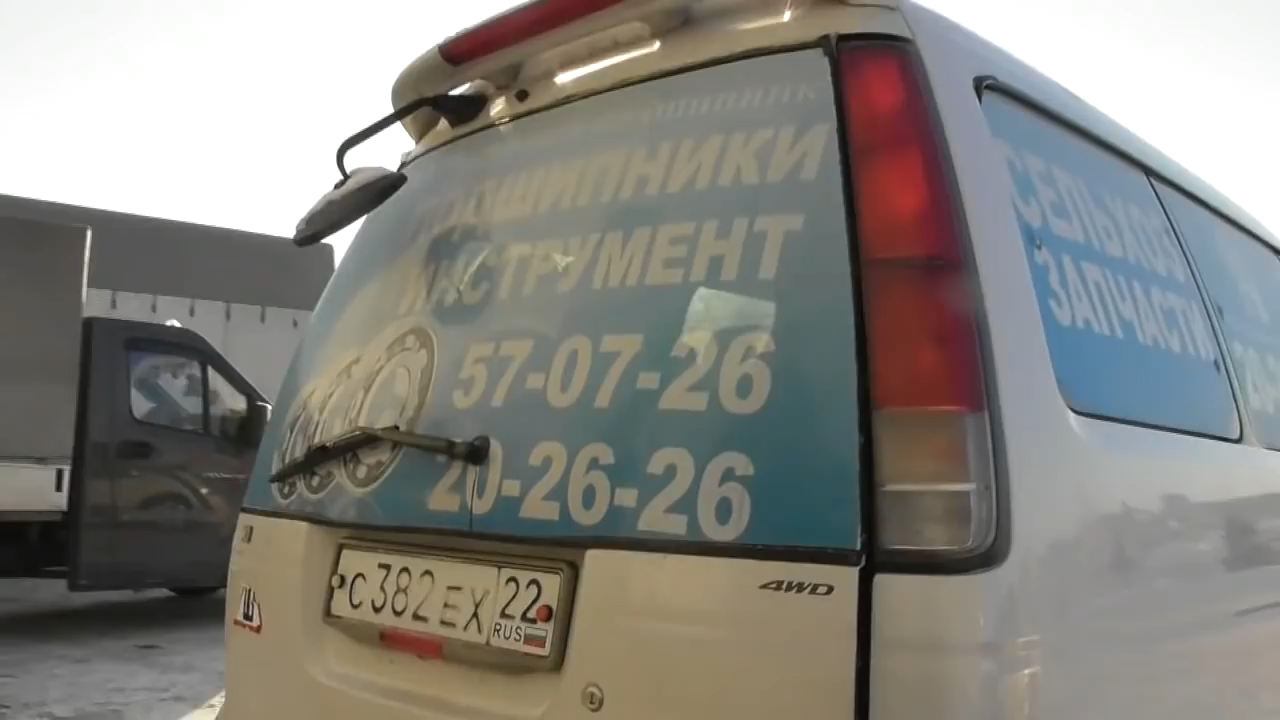 ПОДШИПНИКИ
ИНСТРУМЕНТ
57-07-26
20-26-26
С382ЕХ 22
RUS
4WD
Ш
СЕЛЬХОЗ
ЗАПЧАСТИ